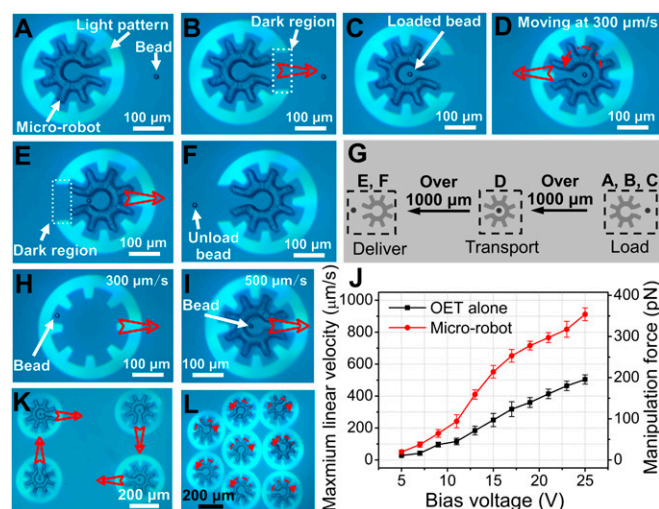 A
Light pattern
Bead
Micro-robot
100 µm
B
Dark region
100 µm
C
Loaded bead
100 µm
D
Moving at 300 µm/s
100 µm
E
Dark region
100 µm
F
Unload
bead
100 µm
G
E, F
Over
1000 µm
D
Over
1000 µm
A, B, C
Deliver
Transport
Load
H
300 µm/s
Bead
100 µm
I
500 µm/s
Bead
100 µm
J
Maxmium linear velocity (µm/s)
1000
800
600
400
200
0
OET alone
Micro-robot
400
300
200
100
0
Manipulation force (pN)
5
10
15
20
25
Bias voltage (V)
K
200 µm
L
200 µm